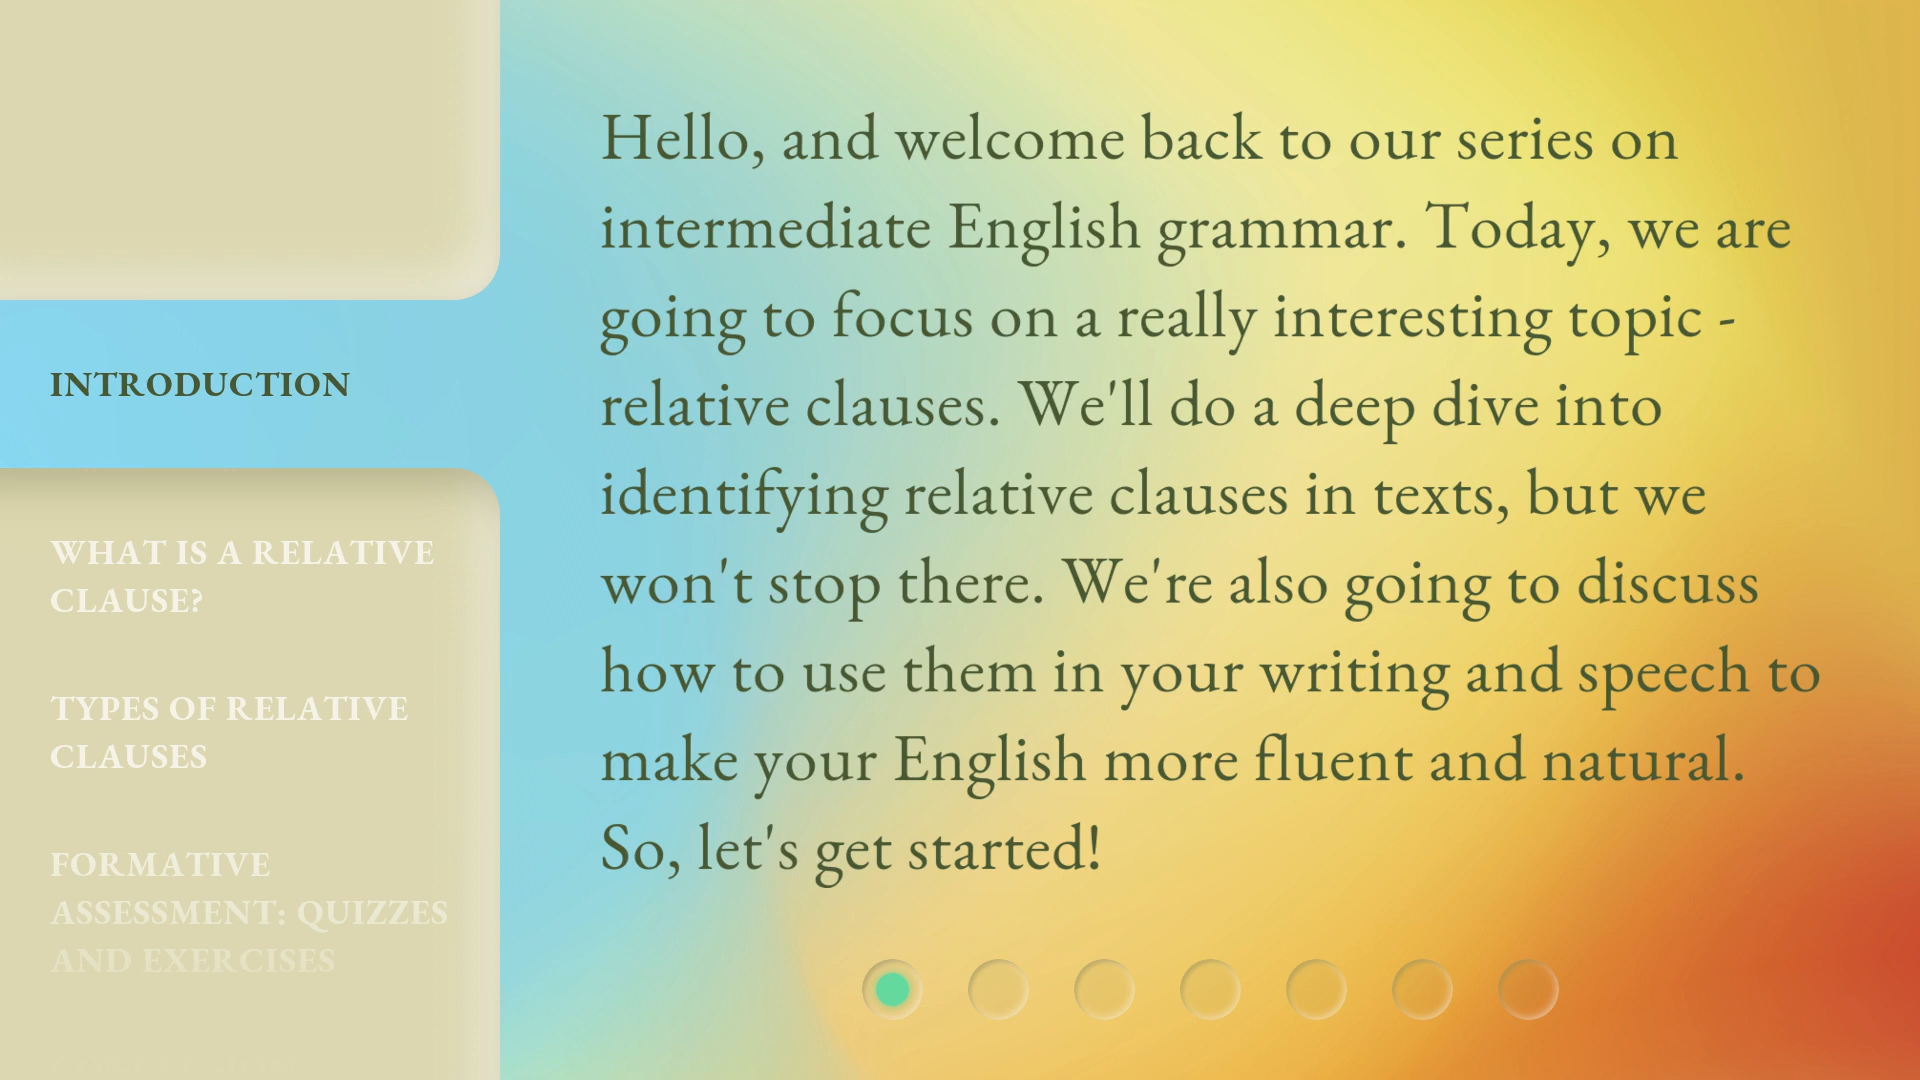 INTRODUCTION
WHAT IS A RELATIVE
CLAUSE?
TYPES OF RELATIVE
CLAUSES
FORMATIVE
ASSESSMENT: QUIZZES
AND EXERCISES
Hello, and welcome back to our series on
intermediate English grammar. Today, we are
going to focus on a really interesting topic -
relative clauses. We'll do a deep dive into
identifying relative clauses in texts, but we
won't stop there. We're also going to discuss
how to use them in your writing and speech to
make your English more fluent and natural.
So, let's get started!